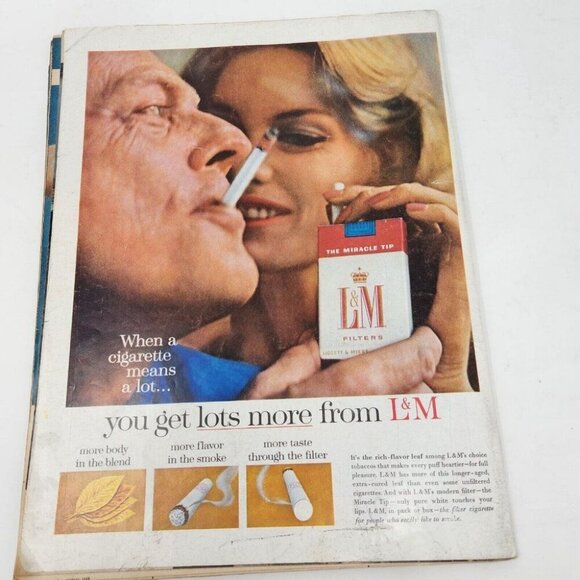 THE MIRACLE TIP
L&M
FILTERS
LIGGETT & MYERS
When a
cigarette
means
a lot...
you get lots more from L&M
more body
in the blend
more flavor
in the smoke
more taste
through the filter
It's the rich-flavor leaf among L&M's choice
tobaccos that makes every puff heartier—for full
pleasure. L&M has more of this longer-aged,
extra-cured leaf than even some unfiltered
cigarettes. And with L&M's modern filter—the
Miracle Tip—only pure white touches your
lips. L&M, in pack or box—the filter cigarette
for people who really like to smoke.